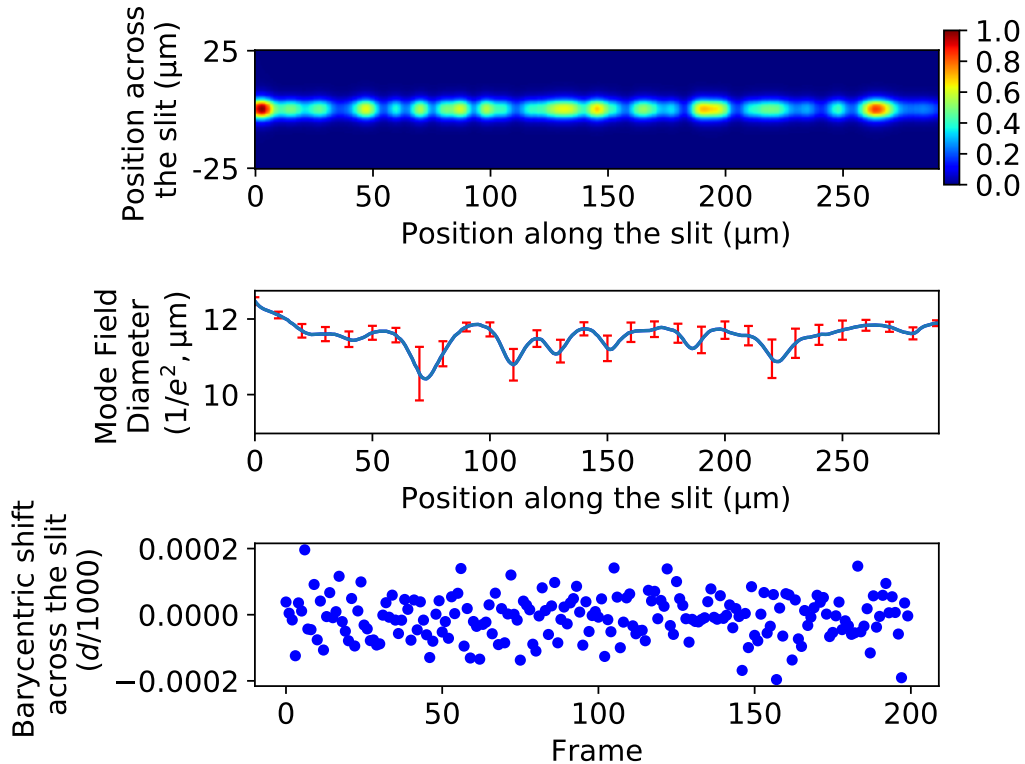 Position across
the slit (µm)
25
-25
0 50 100 150 200 250
Position along the slit (µm)
1.0
0.8
0.6
0.4
0.2
0.0
Mode Field
Diameter
(1/e², µm)
12
10
0 50 100 150 200 250
Position along the slit (µm)
Barycentric shift
across the slit
(d/1000)
0.0002
0.0000
−0.0002
0 50 100 150 200
Frame